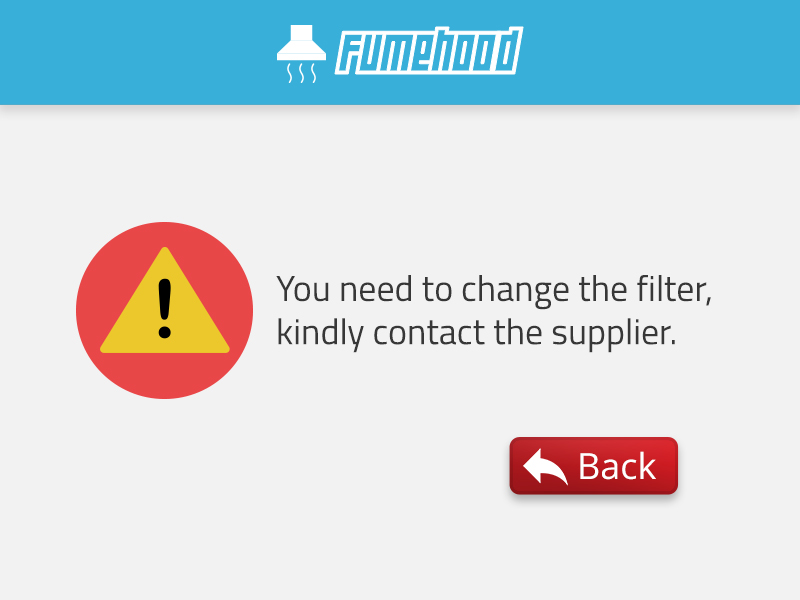 Fumehood
You need to change the filter,
kindly contact the supplier.
Back